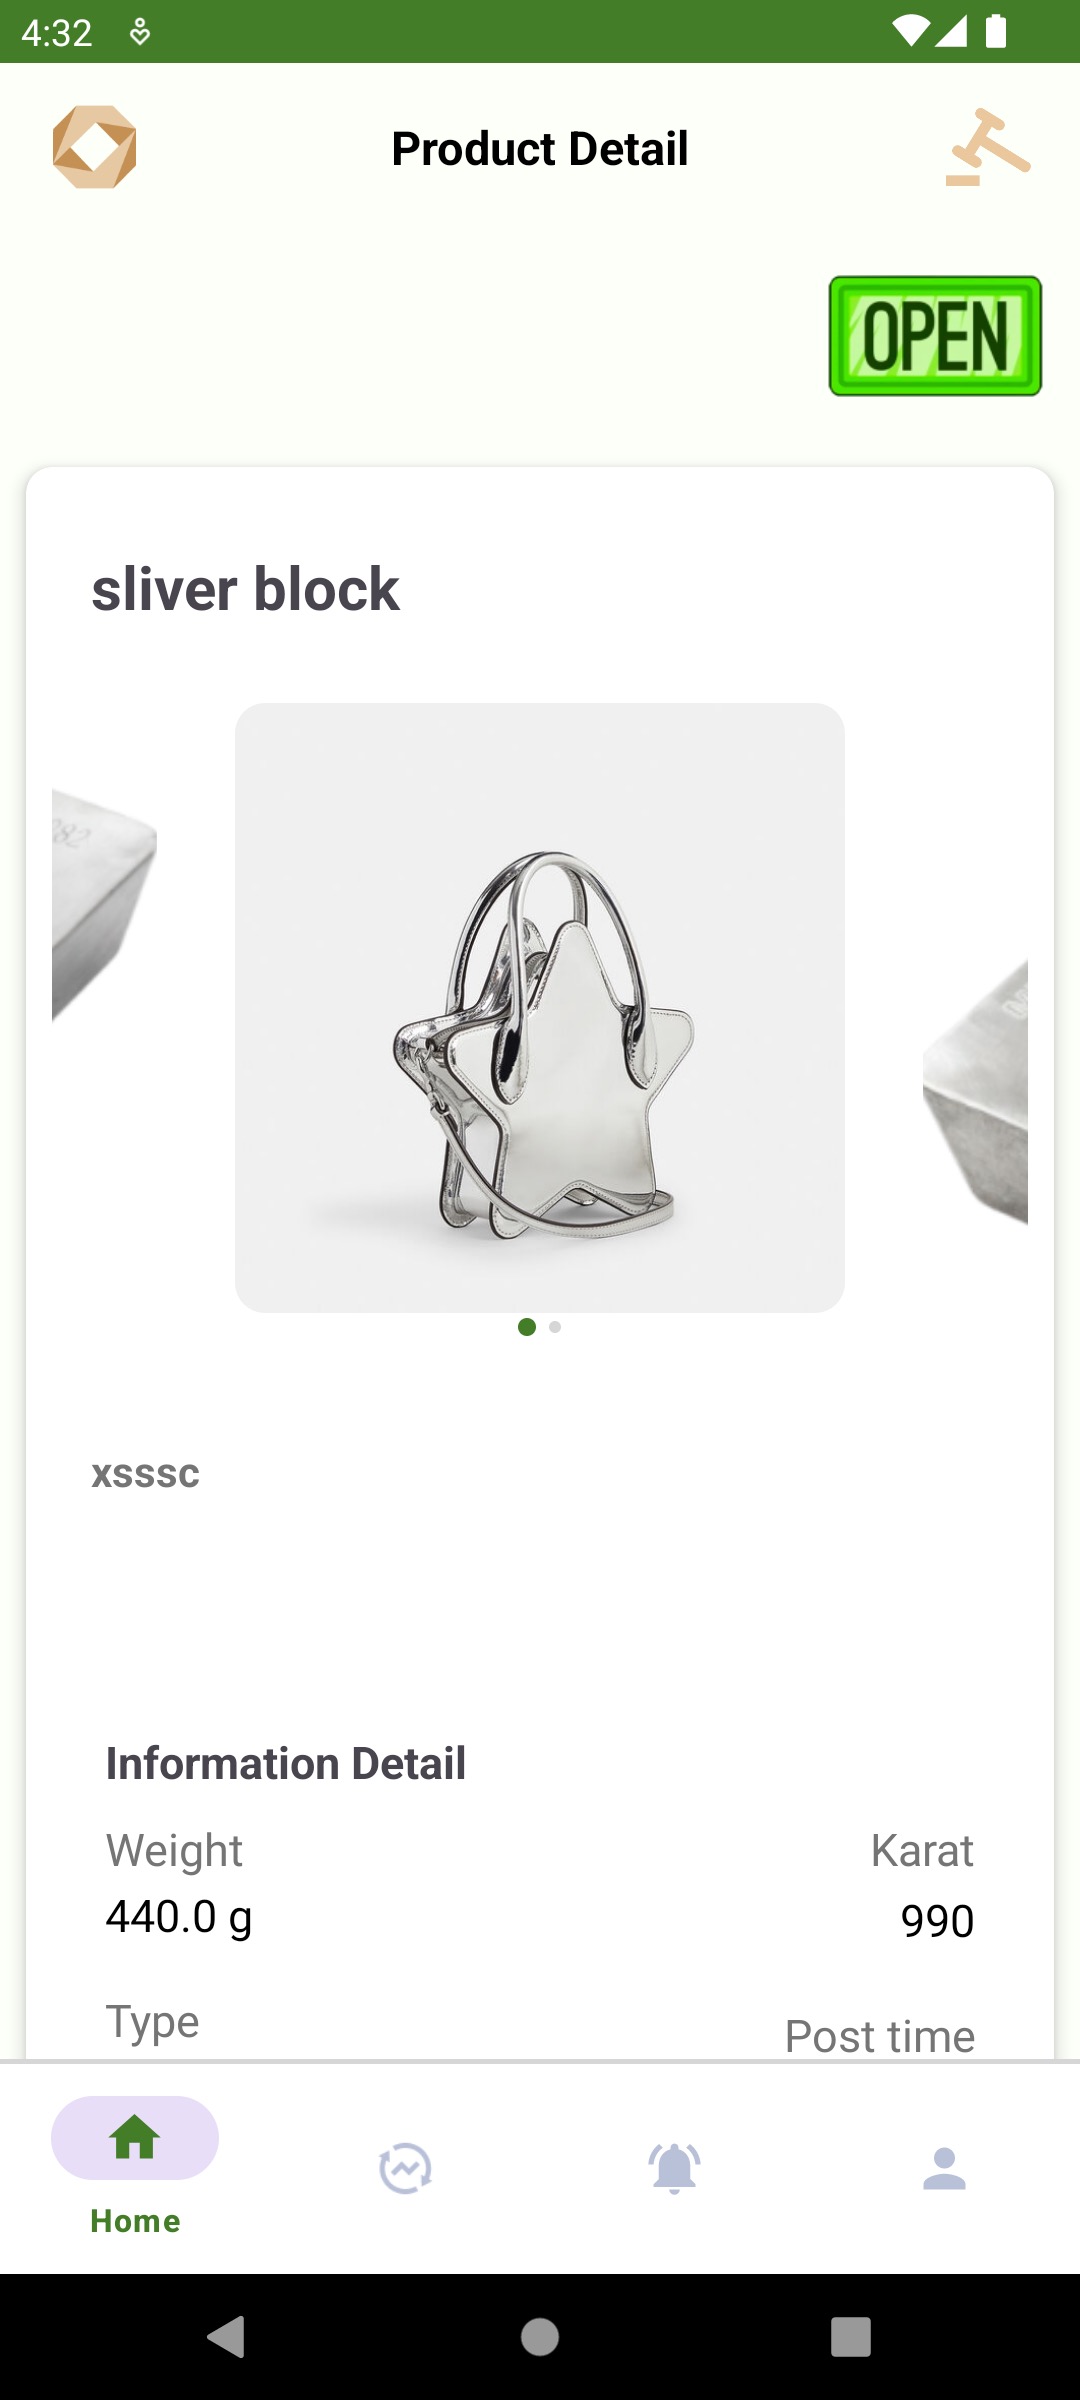 4:32
Product Detail
OPEN
sliver block
82
xsssc
Information Detail
Weight
Karat
440.0 g
990
Type
Post time
Home